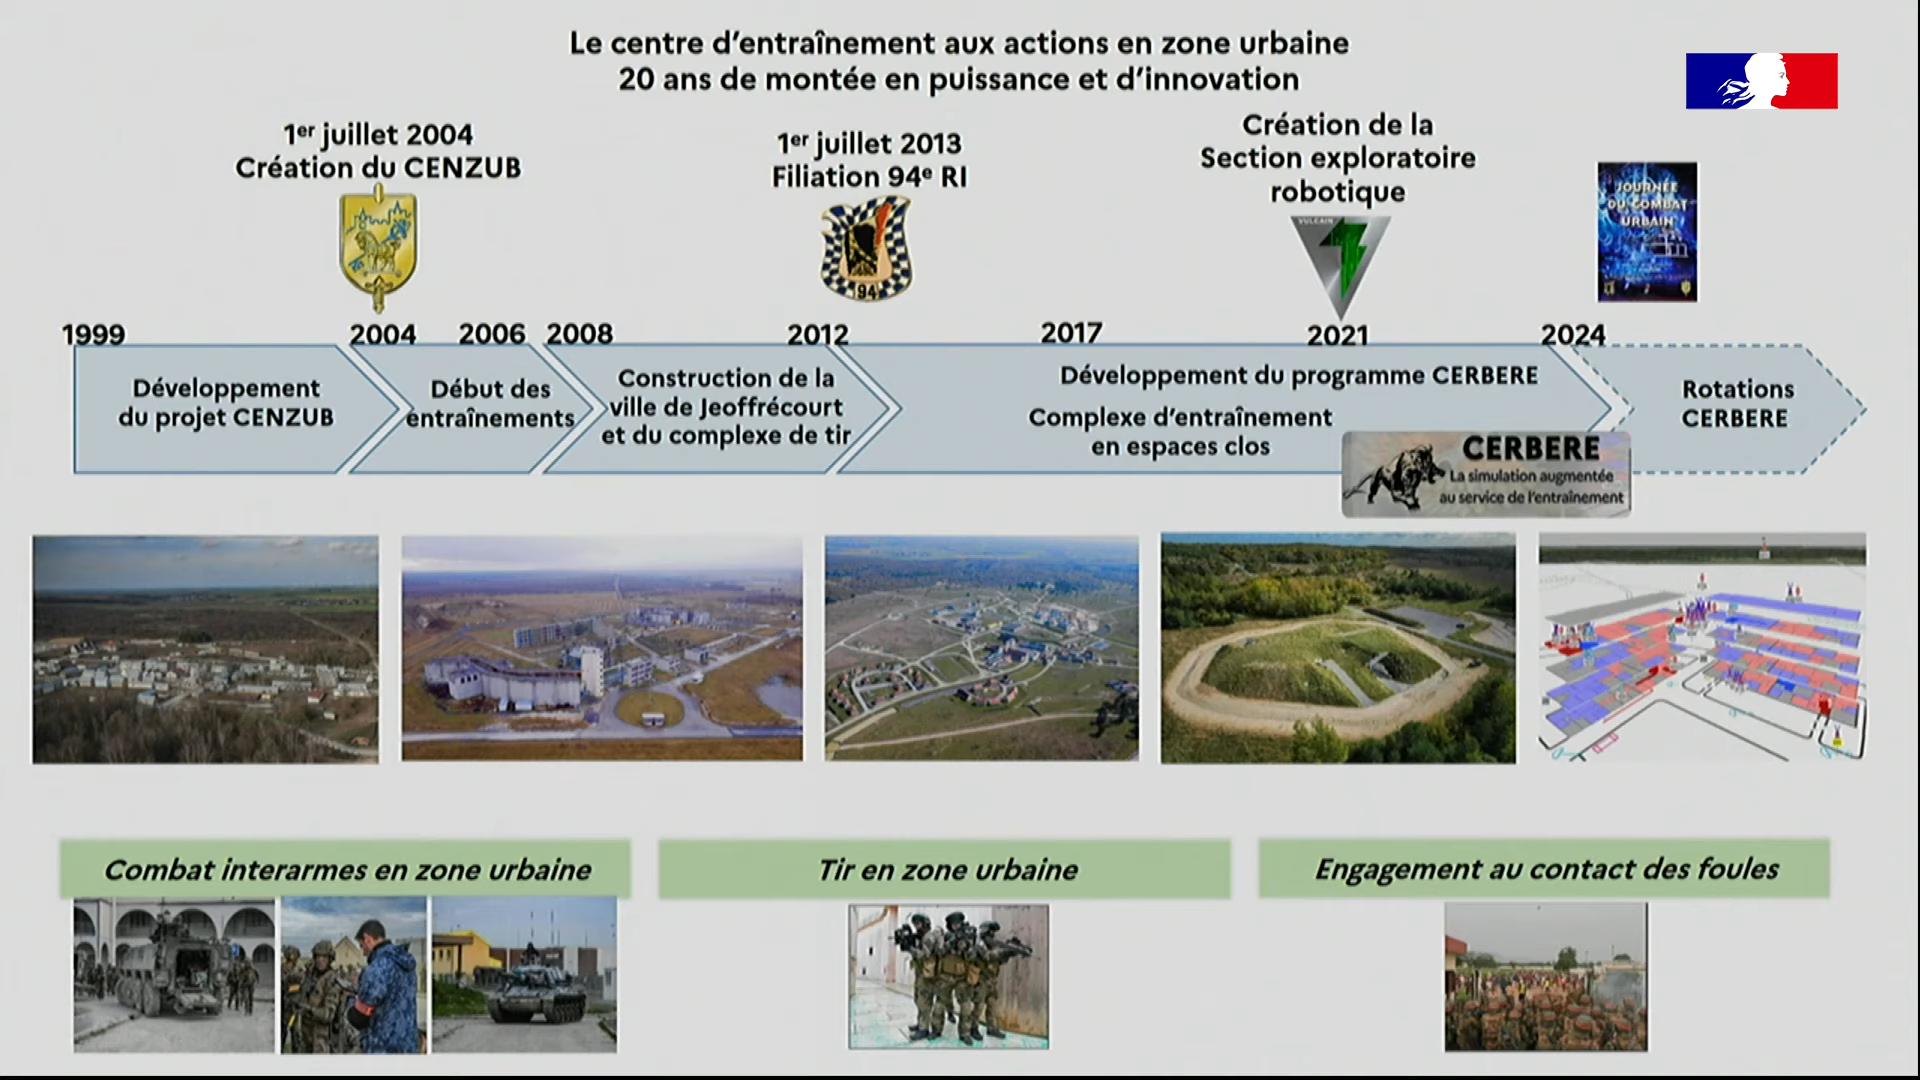 Le centre d'entraînement aux actions en zone urbaine
20 ans de montée en puissance et d'innovation
1er juillet 2004
Création du CENZUB
1er juillet 2013
Filiation 94e RI
94
Création de la
Section exploratoire
robotique
VULCAIN
JOURNÉE
DU COMBAT
URBAIN
1999
2004
2006
2008
2012
2017
2021
2024
Développement
du projet CENZUB
Début des
entraînements
Construction de la
ville de Jeoffrécourt
et du complexe de tir
Développement du programme CERBERE
Complexe d'entraînement
en espaces clos
CERBERE
La simulation augmentée
au service de l'entraînement
Rotations
CERBERE
Combat interarmes en zone urbaine
Tir en zone urbaine
Engagement au contact des foules